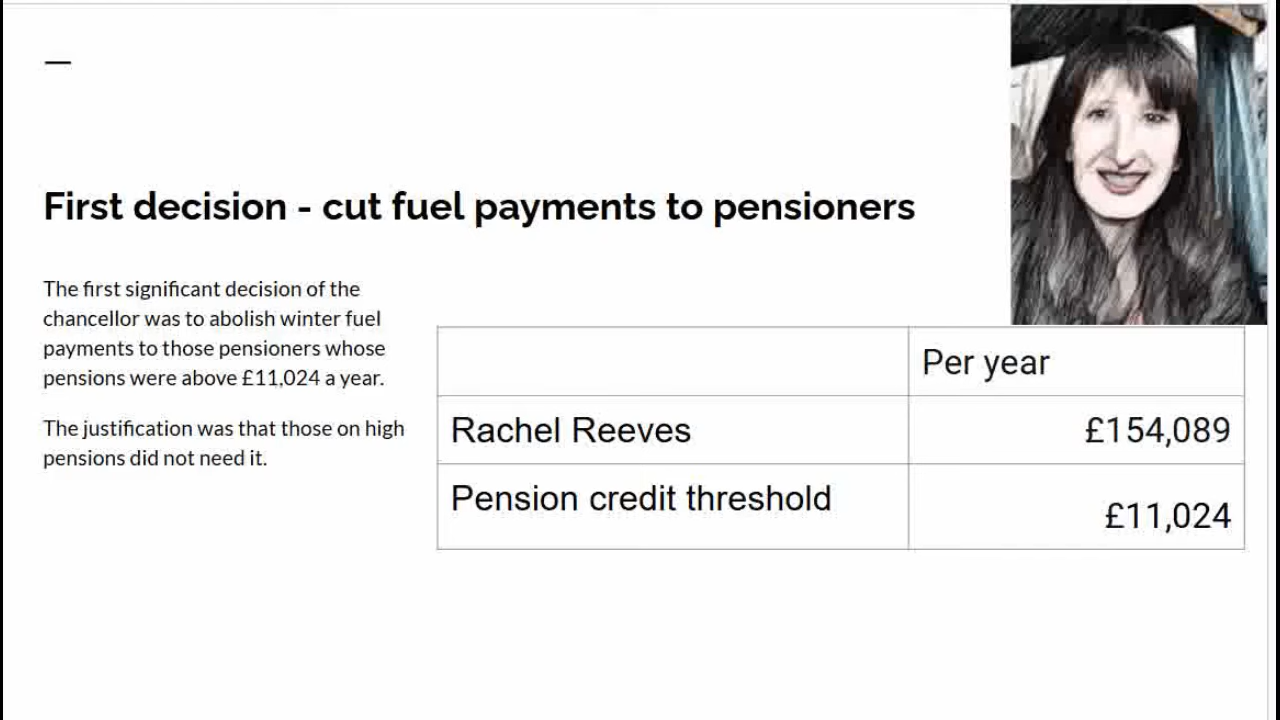 First decision - cut fuel payments to pensioners
The first significant decision of the
chancellor was to abolish winter fuel
payments to those pensioners whose
pensions were above £11,024 a year.
The justification was that those on high
pensions did not need it.
Per year
Rachel Reeves £154,089
Pension credit threshold £11,024